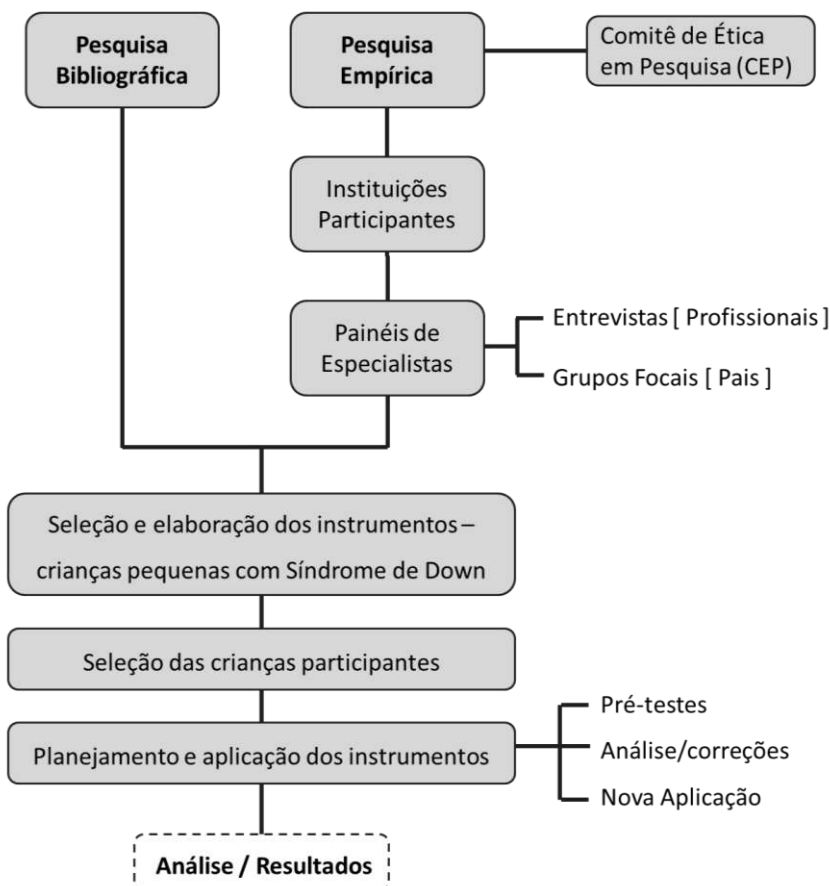 Pesquisa
Bibliográfica
Pesquisa
Empírica
Comitê de Ética
em Pesquisa (CEP)
Instituições
Participantes
Painéis de
Especialistas
Entrevistas [ Profissionais ]
Grupos Focais [ Pais ]
Seleção e elaboração dos instrumentos –
crianças pequenas com Síndrome de Down
Seleção das crianças participantes
Planejamento e aplicação dos instrumentos
Pré-testes
Análise/correções
Nova Aplicação
Análise / Resultados